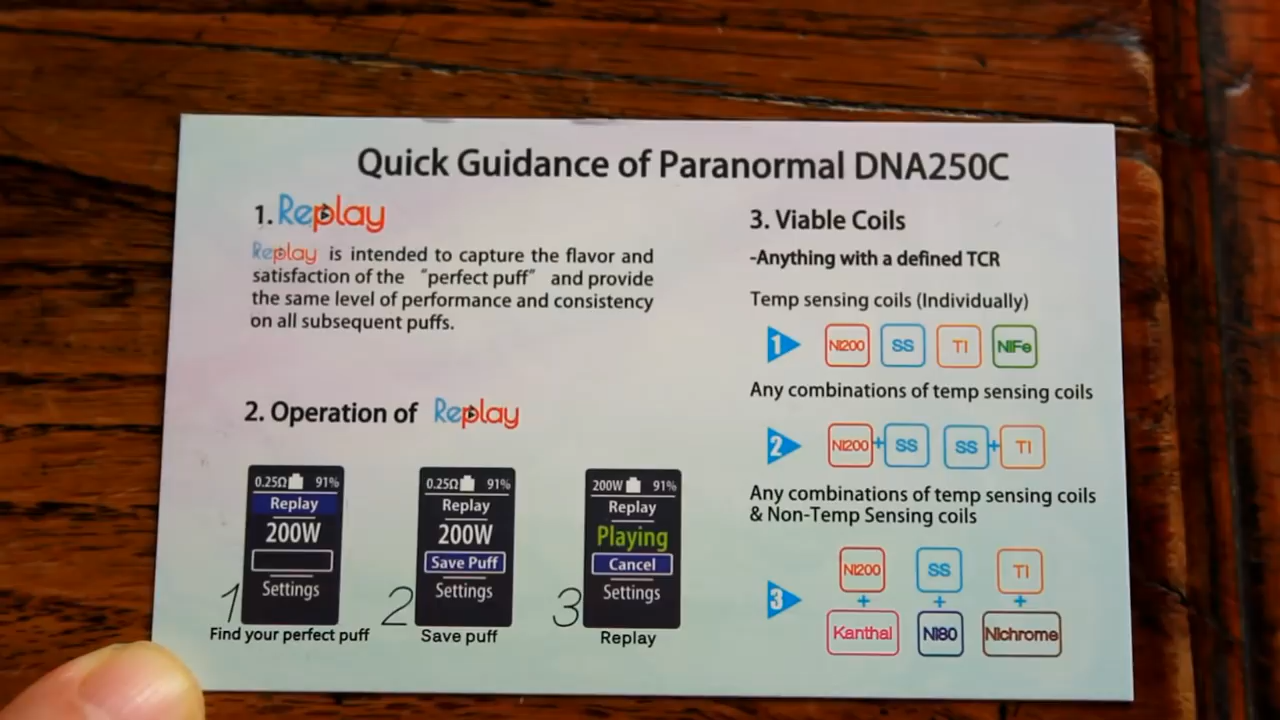 Quick Guidance of Paranormal DNA250C
1. Replay
Replay is intended to capture the flavor and
satisfaction of the "perfect puff" and provide
the same level of performance and consistency
on all subsequent puffs.
2. Operation of Replay
0.25Ω 91%
Replay
200W
Settings
1
Find your perfect puff
0.25Ω 91%
Replay
200W
Save Puff
Settings
2
Save puff
200W 91%
Replay
Playing
Cancel
Settings
3
Replay
3. Viable Coils
-Anything with a defined TCR
Temp sensing coils (Individually)
1 NI200 SS TI NIFe
Any combinations of temp sensing coils
2 NI200 + SS SS + TI
Any combinations of temp sensing coils
& Non-Temp Sensing coils
3 NI200 SS TI
+ + +
Kanthal NI80 NIchrome